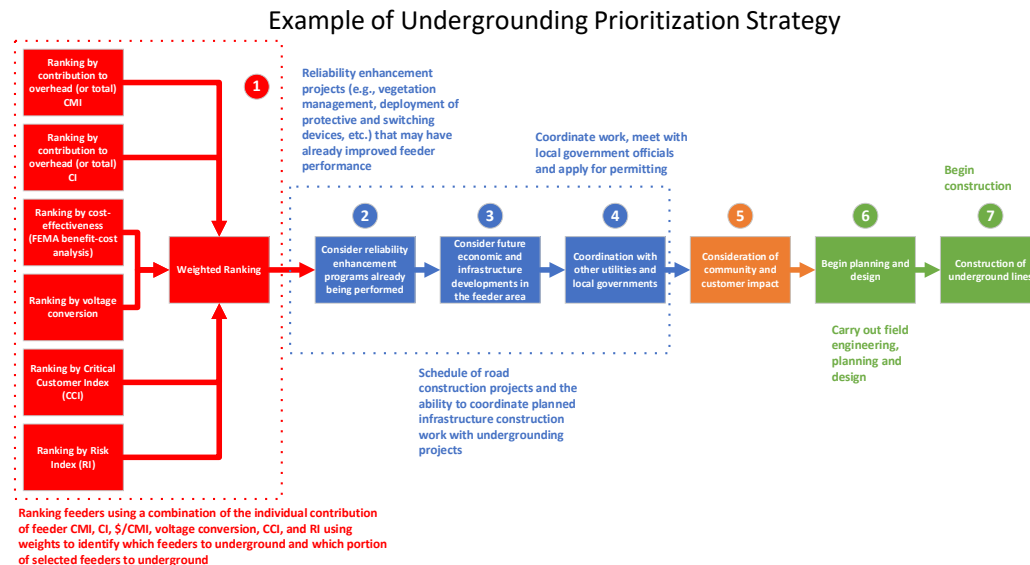 Example of Undergrounding Prioritization Strategy
Ranking by
contribution to
overhead (or total)
CMI
Ranking by
contribution to
overhead (or total)
CI
Ranking by cost-
effectiveness
(FEMA benefit-cost
analysis)
Ranking by voltage
conversion
Ranking by Critical
Customer Index
(CCI)
Ranking by Risk
Index (RI)
Weighted Ranking
1
Ranking feeders using a combination of the individual contribution
of feeder CMI, CI, $/CMI, voltage conversion, CCI, and RI using
weights to identify which feeders to underground and which portion
of selected feeders to underground
Reliability enhancement
projects (e.g., vegetation
management, deployment of
protective and switching
devices, etc.) that may have
already improved feeder
performance
2
Consider reliability
enhancement
programs already
being performed
3
Consider future
economic and
infrastructure
developments in
the feeder area
Schedule of road
construction projects and the
ability to coordinate planned
infrastructure construction
work with undergrounding
projects
Coordinate work, meet with
local government officials
and apply for permitting
4
Coordination with
other utilities and
local governments
5
Consideration of
community and
customer impact
6
Begin planning and
design
Carry out field
engineering,
planning and
design
Begin
construction
7
Construction of
underground lines